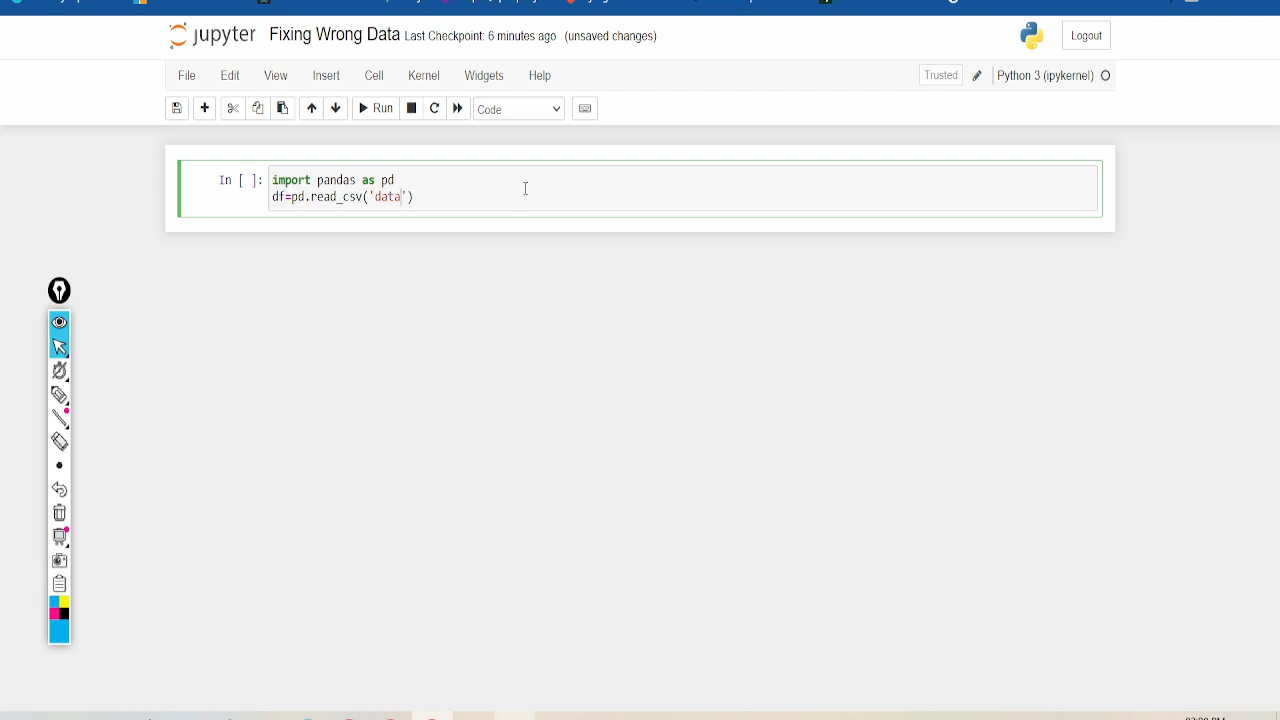 jupyter Fixing Wrong Data Last Checkpoint: 6 minutes ago (unsaved changes)
Logout
File Edit View Insert Cell Kernel Widgets Help
Trusted Python 3 (ipykernel)
Run Code
In [ ]: import pandas as pd
df=pd.read_csv('data')